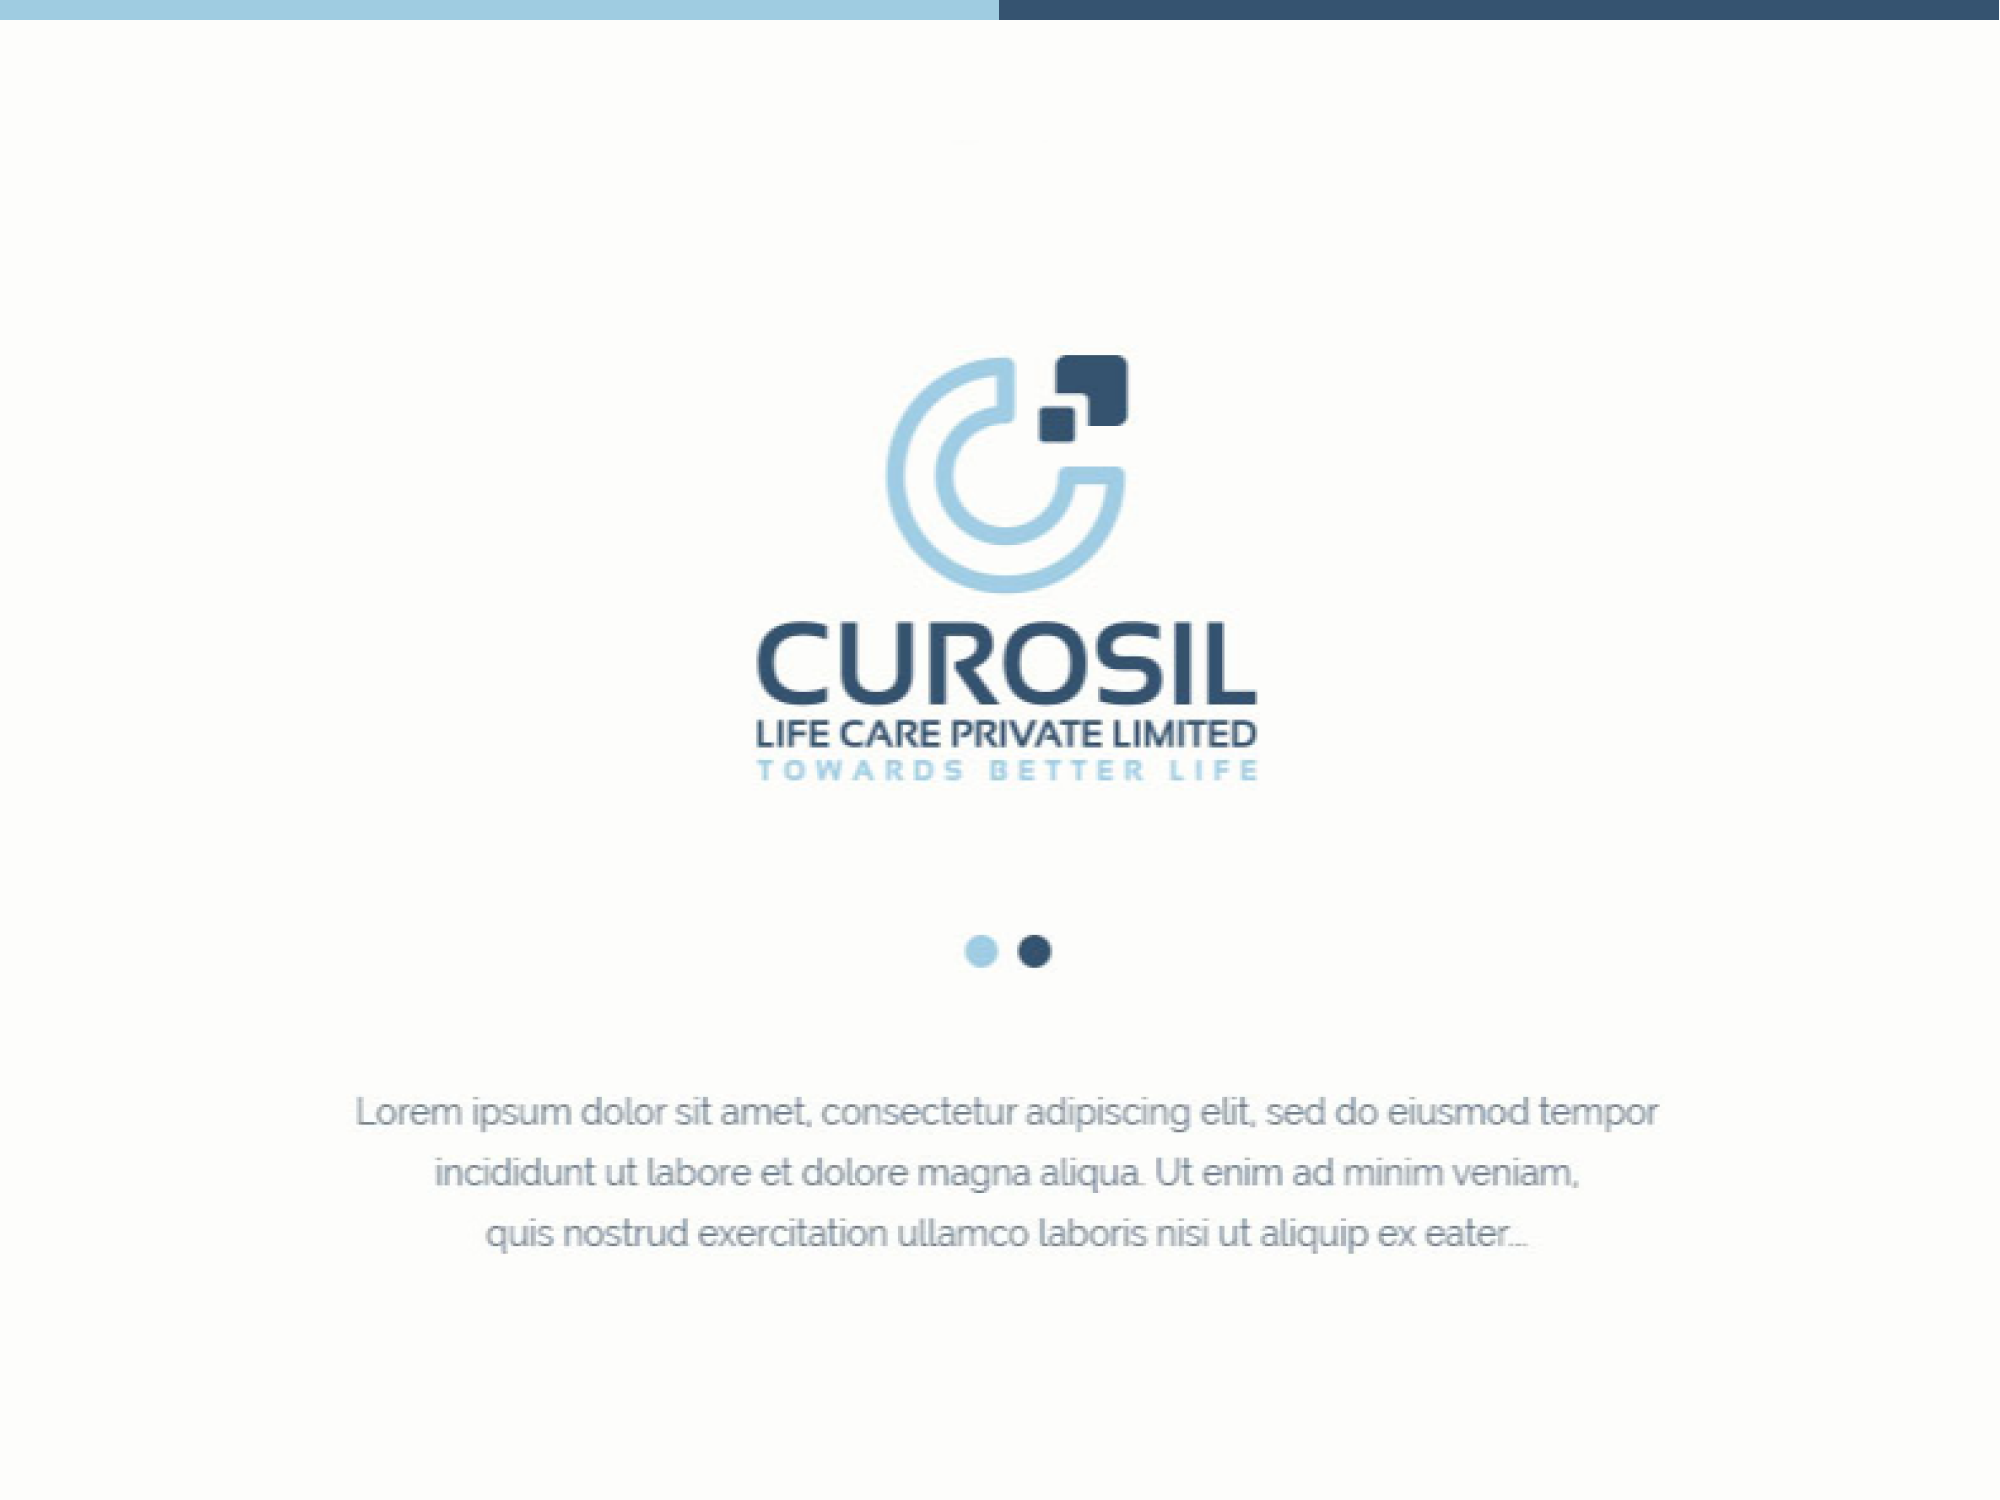 CUROSIL
LIFE CARE PRIVATE LIMITED
TOWARDS BETTER LIFE
Lorem ipsum dolor sit amet, consectetur adipiscing elit, sed do eiusmod tempor
incididunt ut labore et dolore magna aliqua. Ut enim ad minim veniam,
quis nostrud exercitation ullamco laboris nisi ut aliquip ex eater...